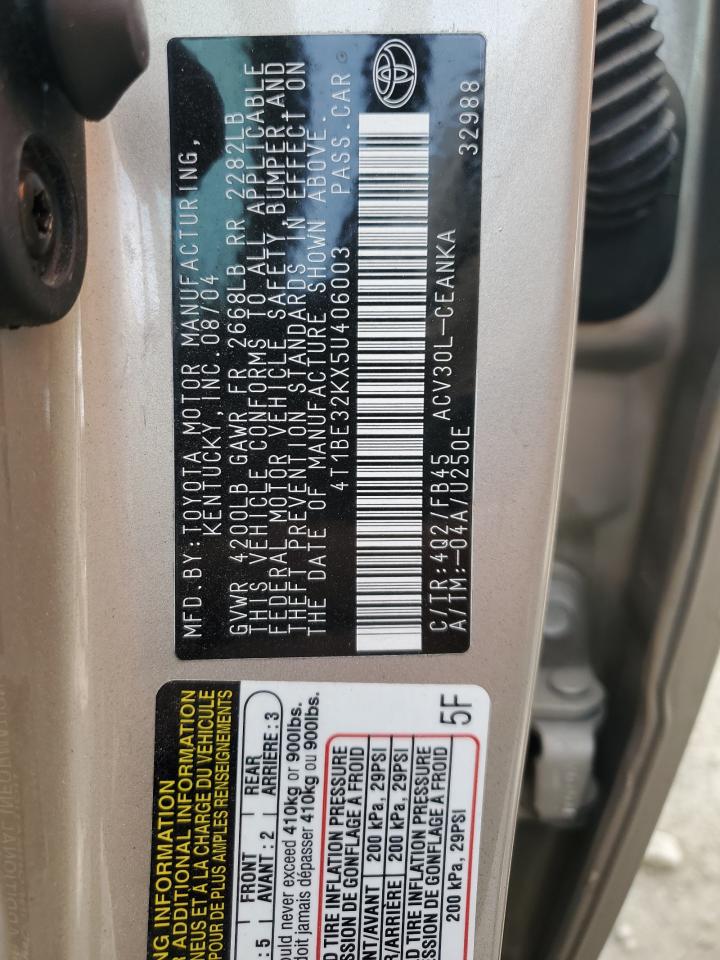 MFD. BY: TOYOTA MOTOR MANUFACTURING,
KENTUCKY, INC. 08/04
GVWR 4200LB GAWR FR 2668LB RR 2282LB
THIS VEHICLE CONFORMS TO ALL APPLICABLE
FEDERAL MOTOR VEHICLE SAFETY, BUMPER, AND
THEFT PREVENTION STANDARDS IN EFFECT ON
THE DATE OF MANUFACTURE SHOWN ABOVE.
4T1BE32KX5U406003 PASS. CAR
C/TR: 4Q2/FB45 ACV30L-CEANKA
A/TM:-04A/U250E 32988
NG INFORMATION
R ADDITIONAL INFORMATION
NEUS ET À LA CHARGE DU VÉHICULE
POUR DE PLUS AMPLES RENSEIGNEMENTS
: 5 FRONT REAR
AVANT : 2 ARRIÈRE : 3
ould never exceed 410kg or 900lbs.
doit jamais dépasser 410kg ou 900lbs.
D TIRE INFLATION PRESSURE
SSION DE GONFLAGE À FROID
NT/AVANT 200 kPa, 29PSI 200 kPa, 29PSI
R/ARRIÈRE
D TIRE INFLATION PRESSURE
SSION DE GONFLAGE À FROID
200 kPa, 29PSI
5F